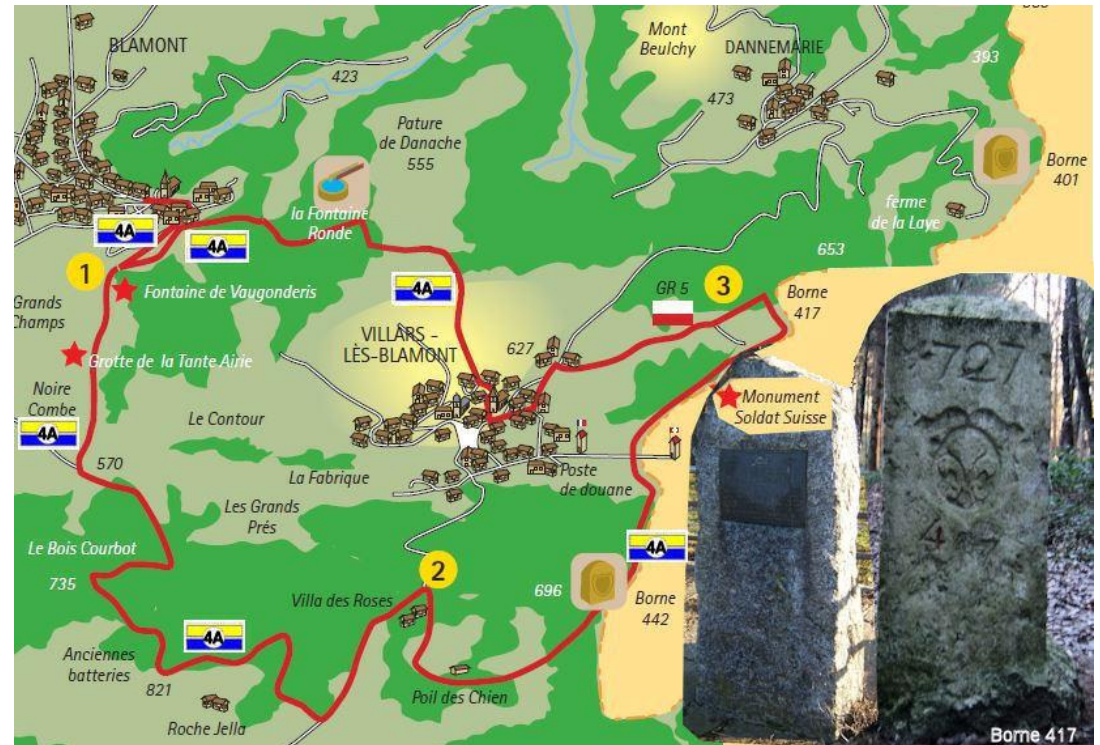 BLAMONT
423
Mont
Beulchy
DANNEMARIE
393
473
Pature
de Danache
555
Borne
401
la Fontaine
Ronde
ferme
de la Laye
4A
4A
653
1
4A
GR 5
3
Borne
417
Fontaine de Vaugonderis
Grands
Champs
VILLARS -
LÈS-BLAMONT
627
727
Grotte de la Tante Airie
Noire
Combe
Monument
Soldat Suisse
4A
Le Contour
570
La Fabrique
Poste
de douane
Les Grands
Prés
4 7
Le Bois Courbot
4A
735
2
696
Villa des Roses
Borne
442
4A
Anciennes
batteries
821
Poil des Chien
Roche Jella
Borne 417